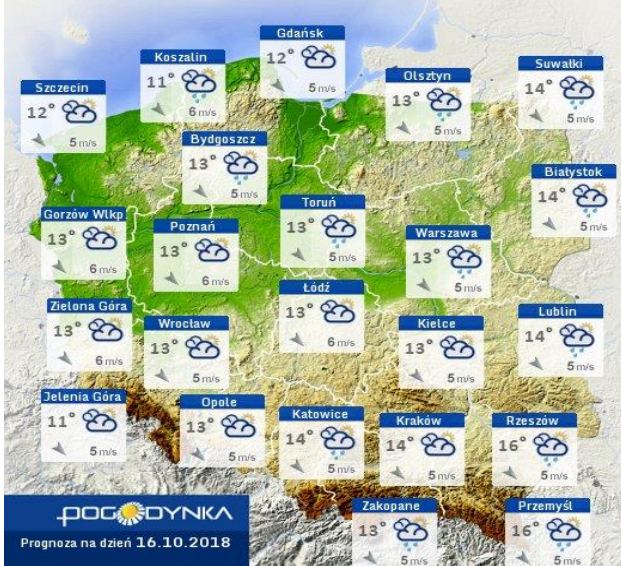 Gdańsk
12°
5 m/s
Koszalin
11°
6 m/s
Suwałki
14°
5 m/s
Olsztyn
13°
5 m/s
Szczecin
12°
5 m/s
Bydgoszcz
13°
5 m/s
Białystok
14°
5 m/s
Toruń
13°
5 m/s
Gorzów Wlkp
13°
6 m/s
Poznań
13°
6 m/s
Warszawa
13°
5 m/s
Łódź
13°
6 m/s
Zielona Góra
13°
6 m/s
Lublin
14°
5 m/s
Wrocław
13°
5 m/s
Kielce
13°
5 m/s
Jelenia Góra
11°
5 m/s
Opole
13°
5 m/s
Katowice
14°
5 m/s
Kraków
14°
5 m/s
Rzeszów
16°
5 m/s
Zakopane
13°
5 m/s
Przemyśl
16°
5 m/s
POGODYNKA
Prognoza na dzień 16.10.2018